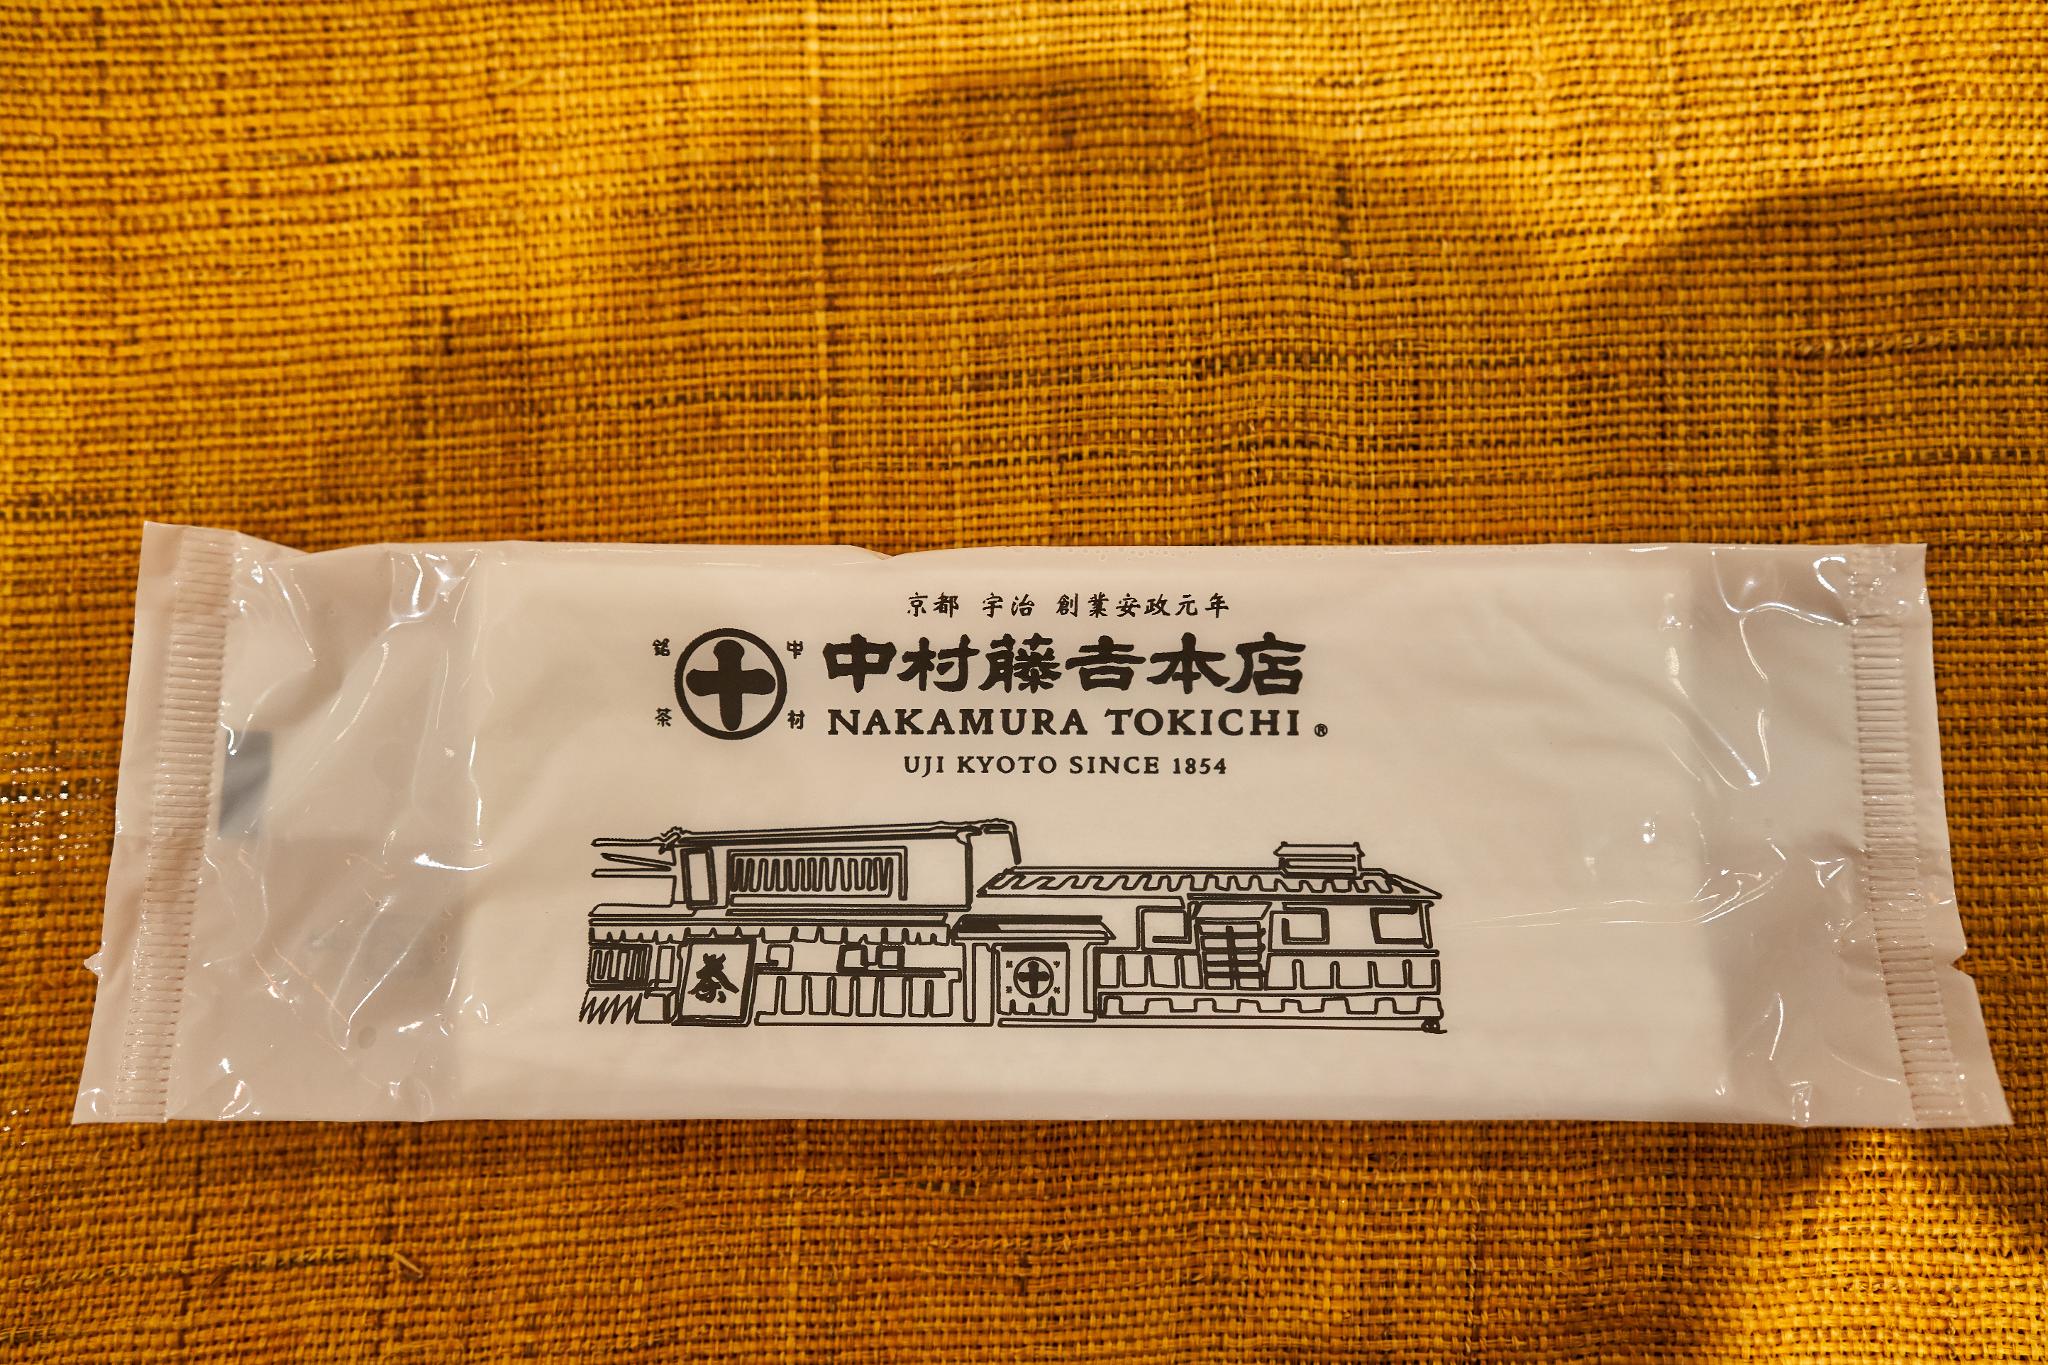 京都 宇治 創業安政元年
銘茶
中村
中村藤吉本店
NAKAMURA TOKICHI ®
UJI KYOTO SINCE 1854
茶